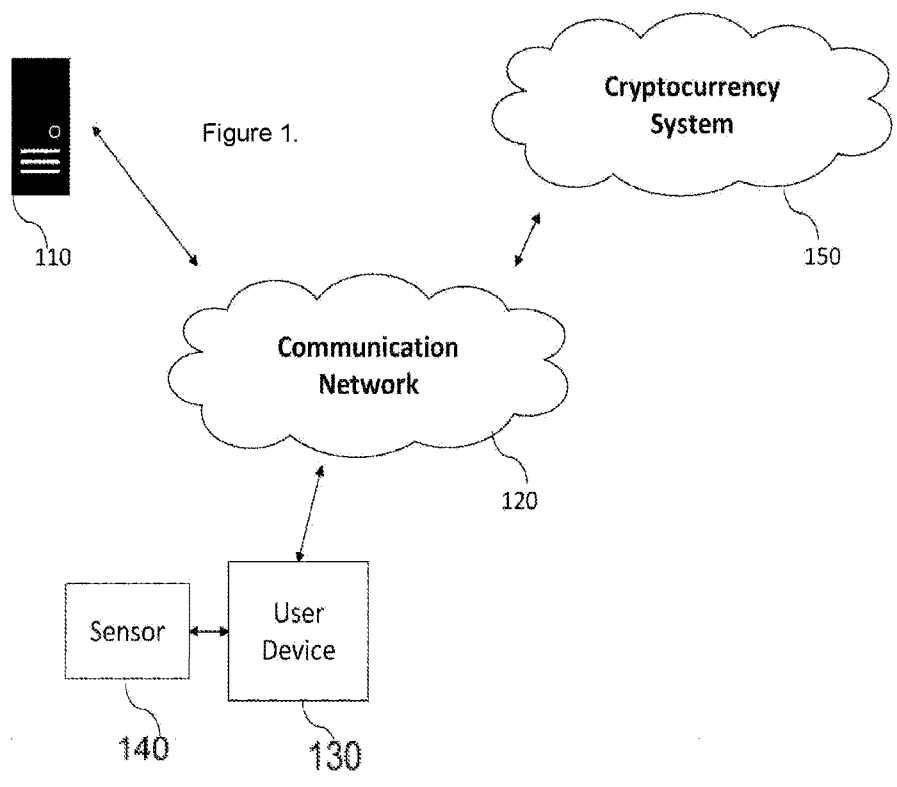 Figure 1.
Cryptocurrency
System
110
150
Communication
Network
120
Sensor
User
Device
140
130